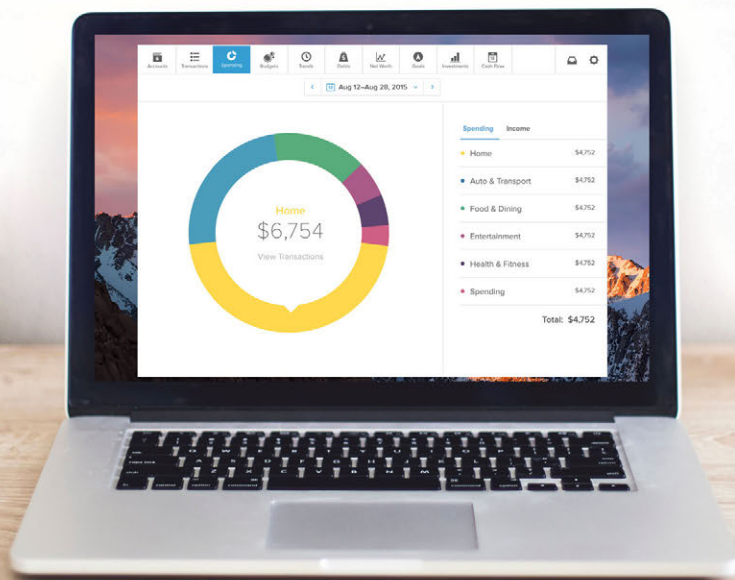 Accounts Transactions Spending Budgets Trends Debts Net Worth Goals Investments Cash Flow
Aug 12–Aug 28, 2015
Spending Income
Home $4,752
Auto & Transport $4,752
Food & Dining $4,752
Entertainment $4,752
Health & Fitness $4,752
Spending $4,752
Total: $4,752
Home
$6,754
View Transactions